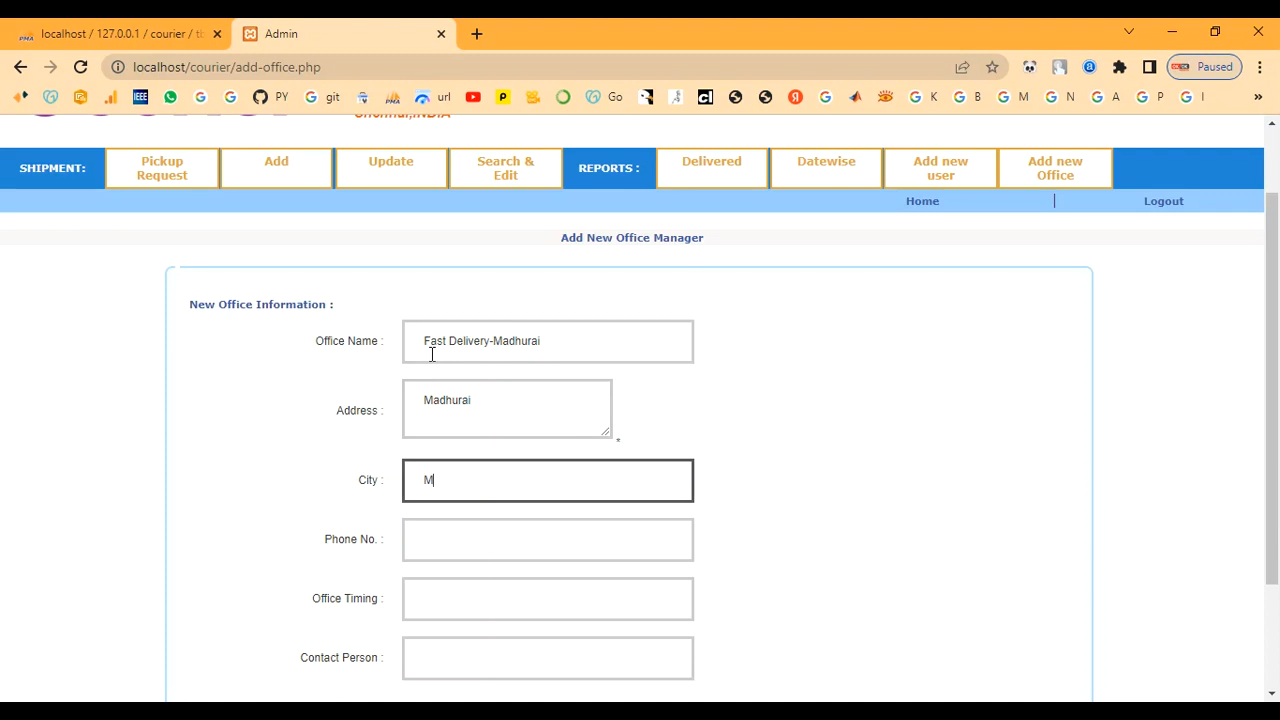 localhost / 127.0.0.1 / courier / tb
Admin
localhost/courier/add-office.php
Paused
IEEE
PY
git
url
Go
K
B
M
N
A
P
I
Chennai,INDIA
SHIPMENT:
Pickup
Request
Add
Update
Search &
Edit
REPORTS :
Delivered
Datewise
Add new
user
Add new
Office
Home
Logout
Add New Office Manager
New Office Information :
Office Name :
Fast Delivery-Madhurai
Address :
Madhurai
*
City :
M
Phone No. :
Office Timing :
Contact Person :